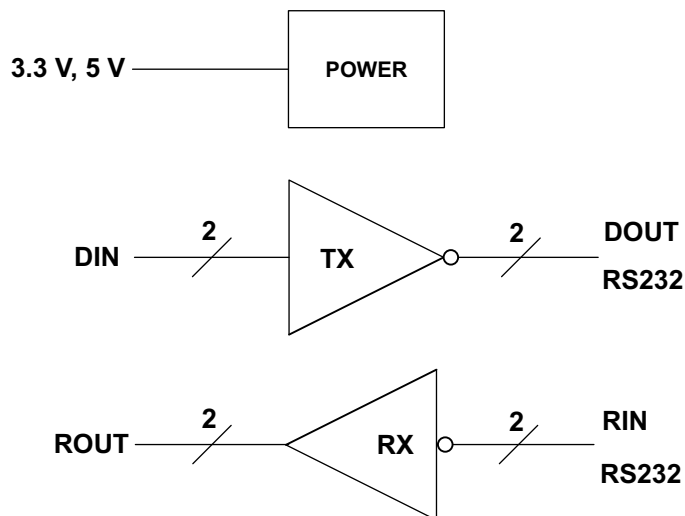 3.3 V, 5 V
POWER
2
2
DOUT
DIN
TX
RS232
2
2
RIN
ROUT
RX
RS232